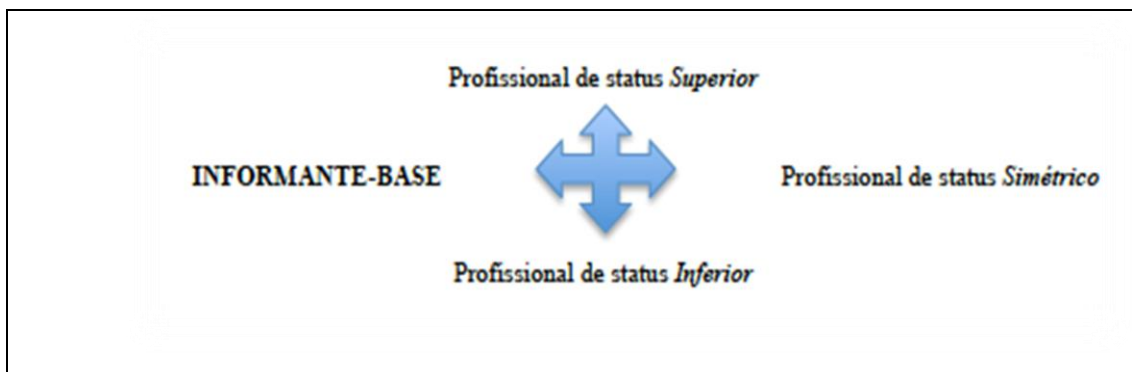 Profissional de status Superior
INFORMANTE-BASE
Profissional de status Simétrico
Profissional de status Inferior